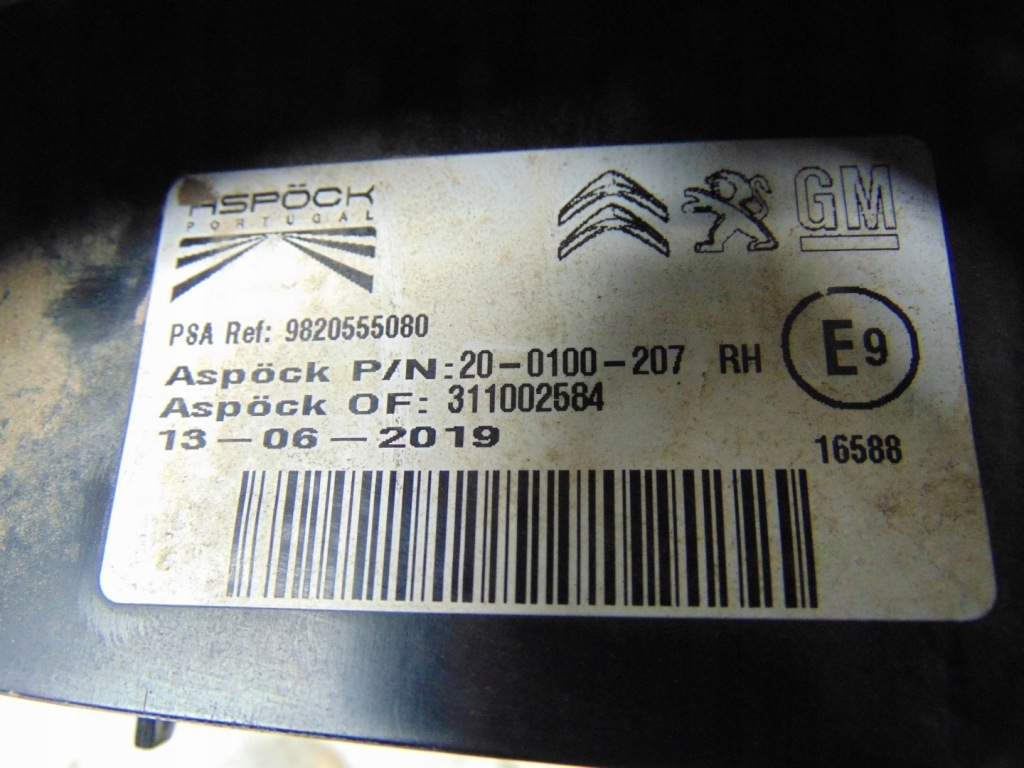 ASPÖCK
PORTUGAL
GM
PSA Ref: 9820555080
Aspöck P/N: 20-0100-207 RH
E9
Aspöck OF: 311002584
13-06-2019
16588